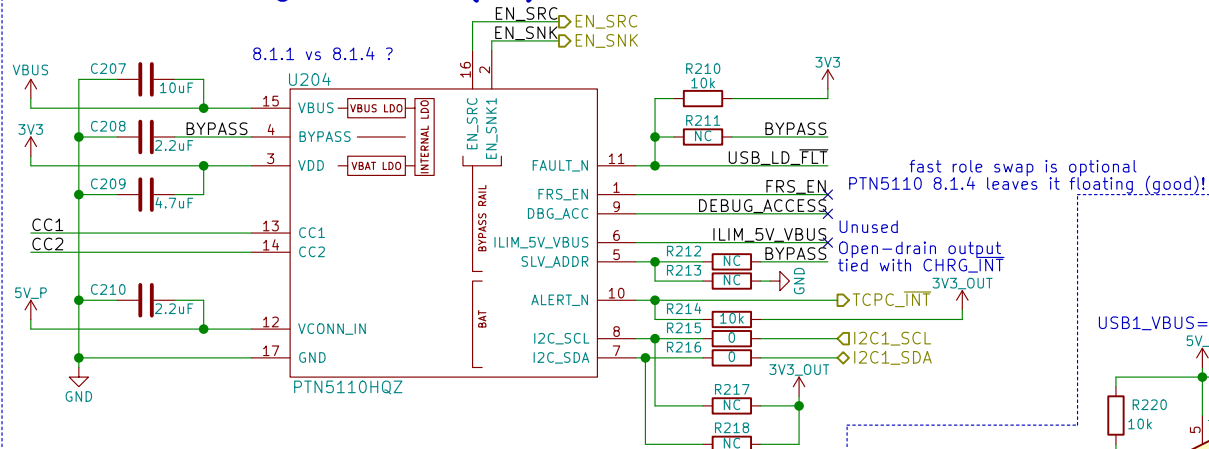 EN_SRC
EN_SRC
EN_SNK
EN_SNK
8.1.1 vs 8.1.4 ?
VBUS
C207
10uF
U204
16
2
R210
10k
3V3
15
VBUS
VBUS LDO
INTERNAL LDO
EN_SRC
EN_SNK1
3V3
C208
2.2uF
BYPASS
4
BYPASS
R211
NC
BYPASS
3
VDD
VBAT LDO
FAULT_N
11
USB_LD_FLT
fast role swap is optional
PTN5110 8.1.4 leaves it floating (good)!
C209
4.7uF
BYPASS RAIL
FRS_EN
1
FRS_EN
DBG_ACC
9
DEBUG_ACCESS
CC1
13
CC1
Unused
CC2
14
CC2
ILIM_5V_VBUS
6
ILIM_5V_VBUS
Open-drain output
tied with CHRG_INT
SLV_ADDR
5
R212
NC
BYPASS
R213
NC
GND
5V_P
C210
2.2uF
BAT
ALERT_N
10
TCPC_INT
3V3_OUT
R214
10k
12
VCONN_IN
R215
0
I2C_SCL
8
I2C1_SCL
17
GND
R216
0
I2C_SDA
7
I2C1_SDA
GND
PTN5110HQZ
3V3_OUT
R217
NC
R218
NC
USB1_VBUS=
5V_
R220
10k
5